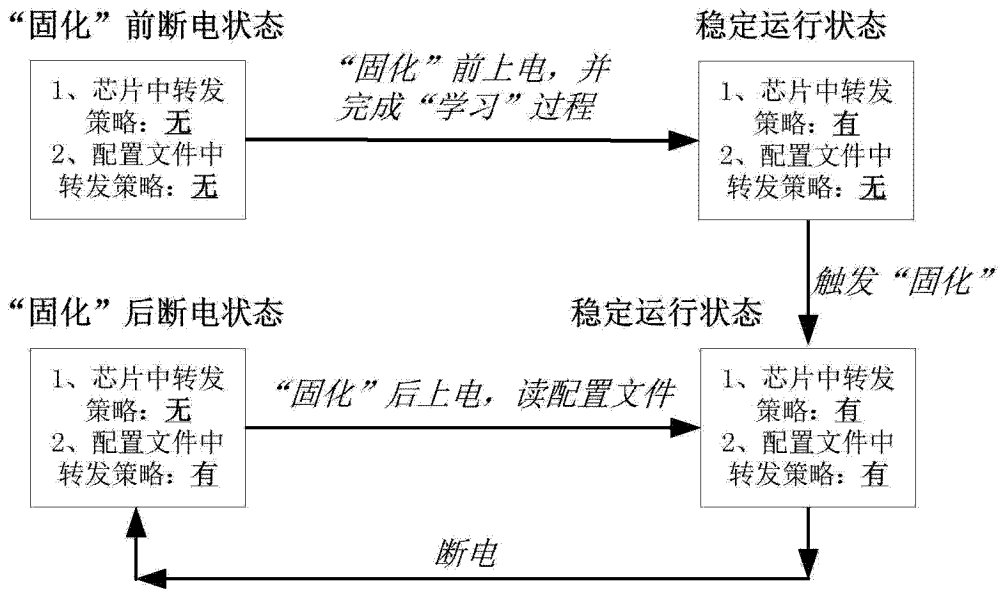 “固化”前断电状态
稳定运行状态
1、芯片中转发
策略：无
2、配置文件中
转发策略：无
“固化”前上电，并
完成“学习”过程
1、芯片中转发
策略：有
2、配置文件中
转发策略：无
触发“固化”
“固化”后断电状态
稳定运行状态
1、芯片中转发
策略：无
2、配置文件中
转发策略：有
“固化”后上电，读配置文件
1、芯片中转发
策略：有
2、配置文件中
转发策略：有
断电